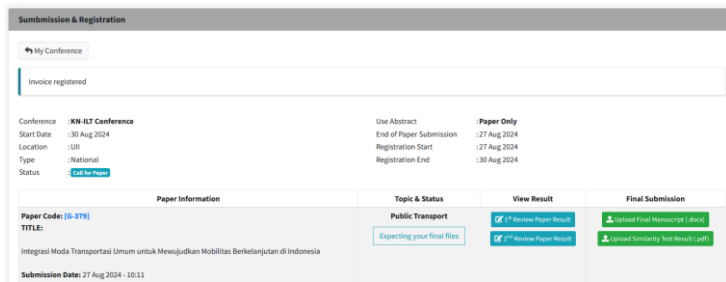 Sumbmission & Registration
My Conference
Invoice registered
Conference : KN-ILT Conference
Start Date : 30 Aug 2024
Location : UII
Type : National
Status : Call for Paper
Use Abstract : Paper Only
End of Paper Submission : 27 Aug 2024
Registration Start : 27 Aug 2024
Registration End : 30 Aug 2024
Paper Information Topic & Status View Result Final Submission
Paper Code: [G-379]
TITLE:
Integrasi Moda Transportasi Umum untuk Mewujudkan Mobilitas Berkelanjutan di Indonesia
Submission Date: 27 Aug 2024 - 10:11
Public Transport
Expecting your final files
1st Review Paper Result
2nd Review Paper Result
Upload Final Manuscript (.docx)
Upload Similarity Test Result (.pdf)